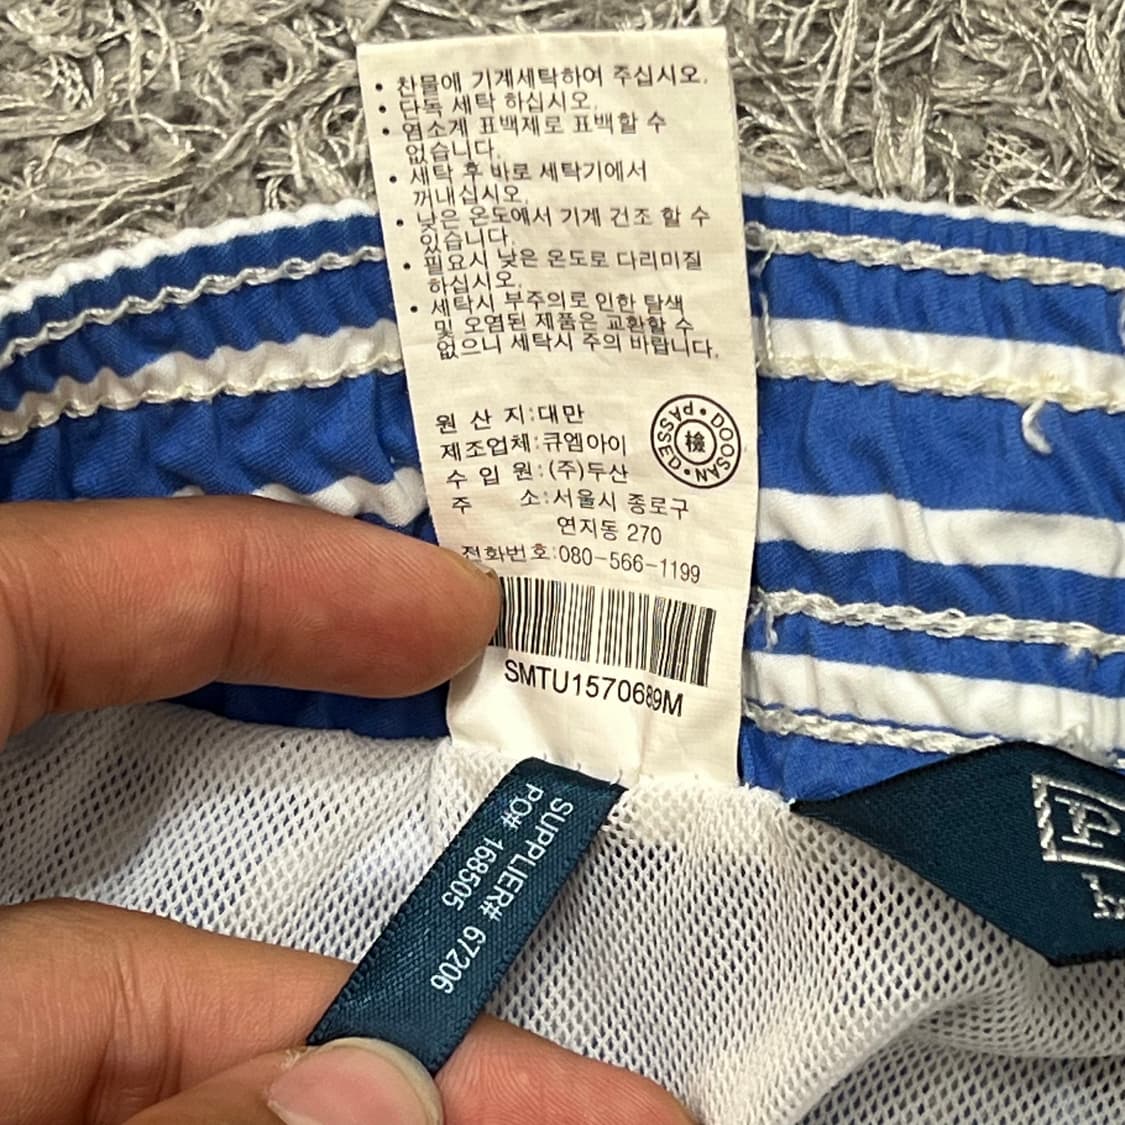 • 찬물에 기계세탁하여 주십시오.
• 단독 세탁 하십시오.
• 염소계 표백제로 표백할 수
없습니다.
• 세탁 후 바로 세탁기에서
꺼내십시오.
• 낮은 온도에서 기계 건조 할 수
있습니다.
• 필요시 낮은 온도로 다리미질
하십시오.
• 세탁시 부주의로 인한 탈색
및 오염된 제품은 교환할 수
없으니 세탁시 주의 바랍니다.
원 산 지:대만
제조업체:큐엠아이
수 입 원:(주)두산
주 소:서울시 종로구
연지동 270
전화번호:080-566-1199
DOOSAN PASSED
檢
SMTU1570689M
SUPPLIER# 67206
PO# 168505